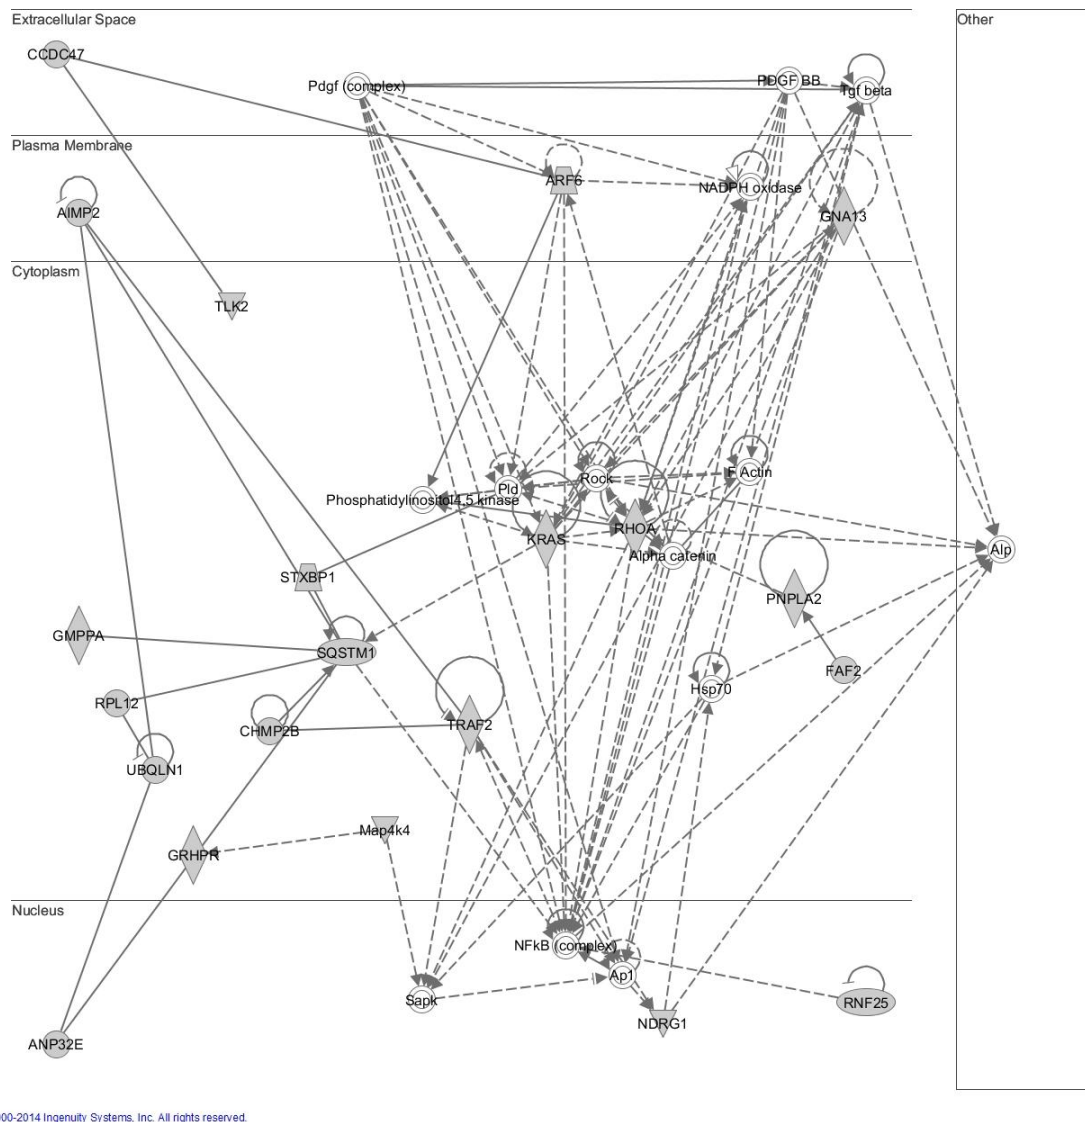 Extracellular Space
Other
CCDC47
Pdgf (complex)
PDGF BB
Tgf beta
Plasma Membrane
ARF6
NADPH oxidase
AIMP2
GNA13
Cytoplasm
TLK2
F Actin
Rock
Pld
Phosphatidylinositol4,5 kinase
RHOA
KRAS
Alpha catenin
Alp
STXBP1
PNPLA2
GMPPA
SQSTM1
FAF2
Hsp70
RPL12
TRAF2
CHMP2B
UBQLN1
Map4k4
GRHPR
Nucleus
NFkB (complex)
Ap1
Sapk
RNF25
NDRG1
ANP32E
00-2014 Ingenuity Systems, Inc. All rights reserved.